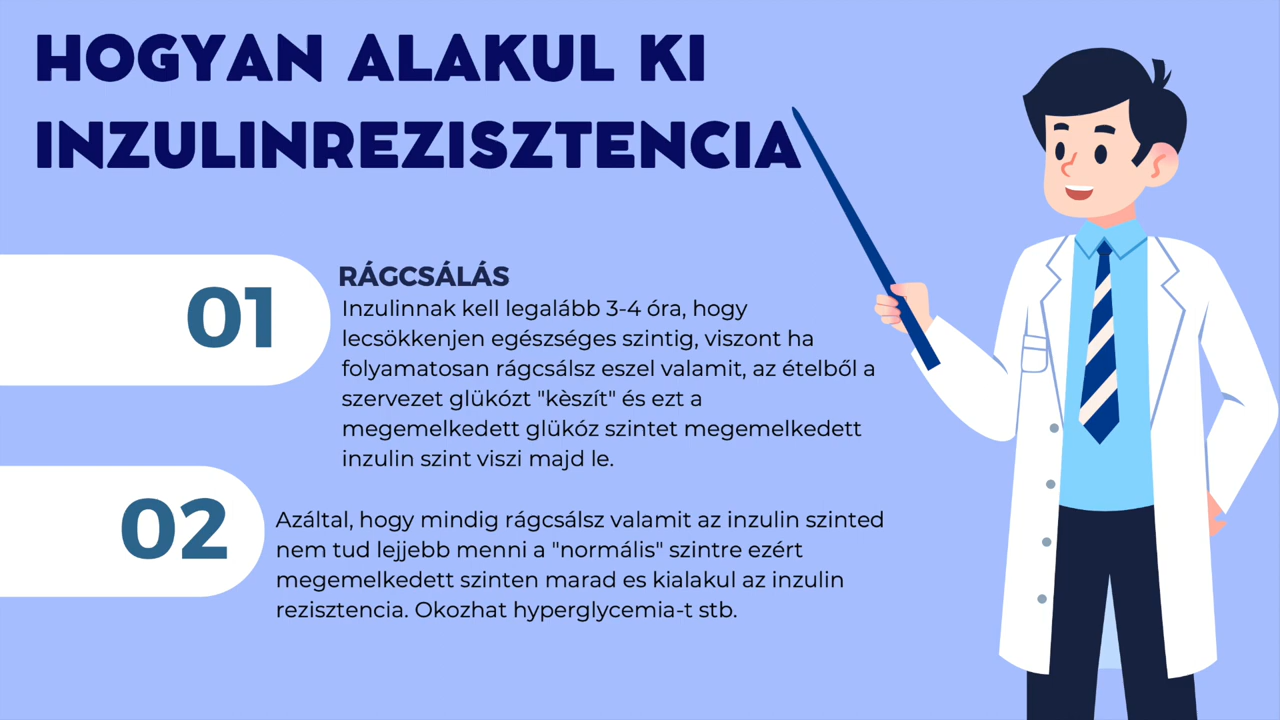 HOGYAN ALAKUL KI
INZULINREZISZTENCIA
01
RÁGCSÁLÁS
Inzulinnak kell legalább 3-4 óra, hogy
lecsökkenjen egészséges szintig, viszont ha
folyamatosan rágcsálsz eszel valamit, az ételből a
szervezet glükózt "kèszít" és ezt a
megemelkedett glükóz szintet megemelkedett
inzulin szint viszi majd le.
02
Azáltal, hogy mindig rágcsálsz valamit az inzulin szinted
nem tud lejjebb menni a "normális" szintre ezért
megemelkedett szinten marad es kialakul az inzulin
rezisztencia. Okozhat hyperglycemia-t stb.